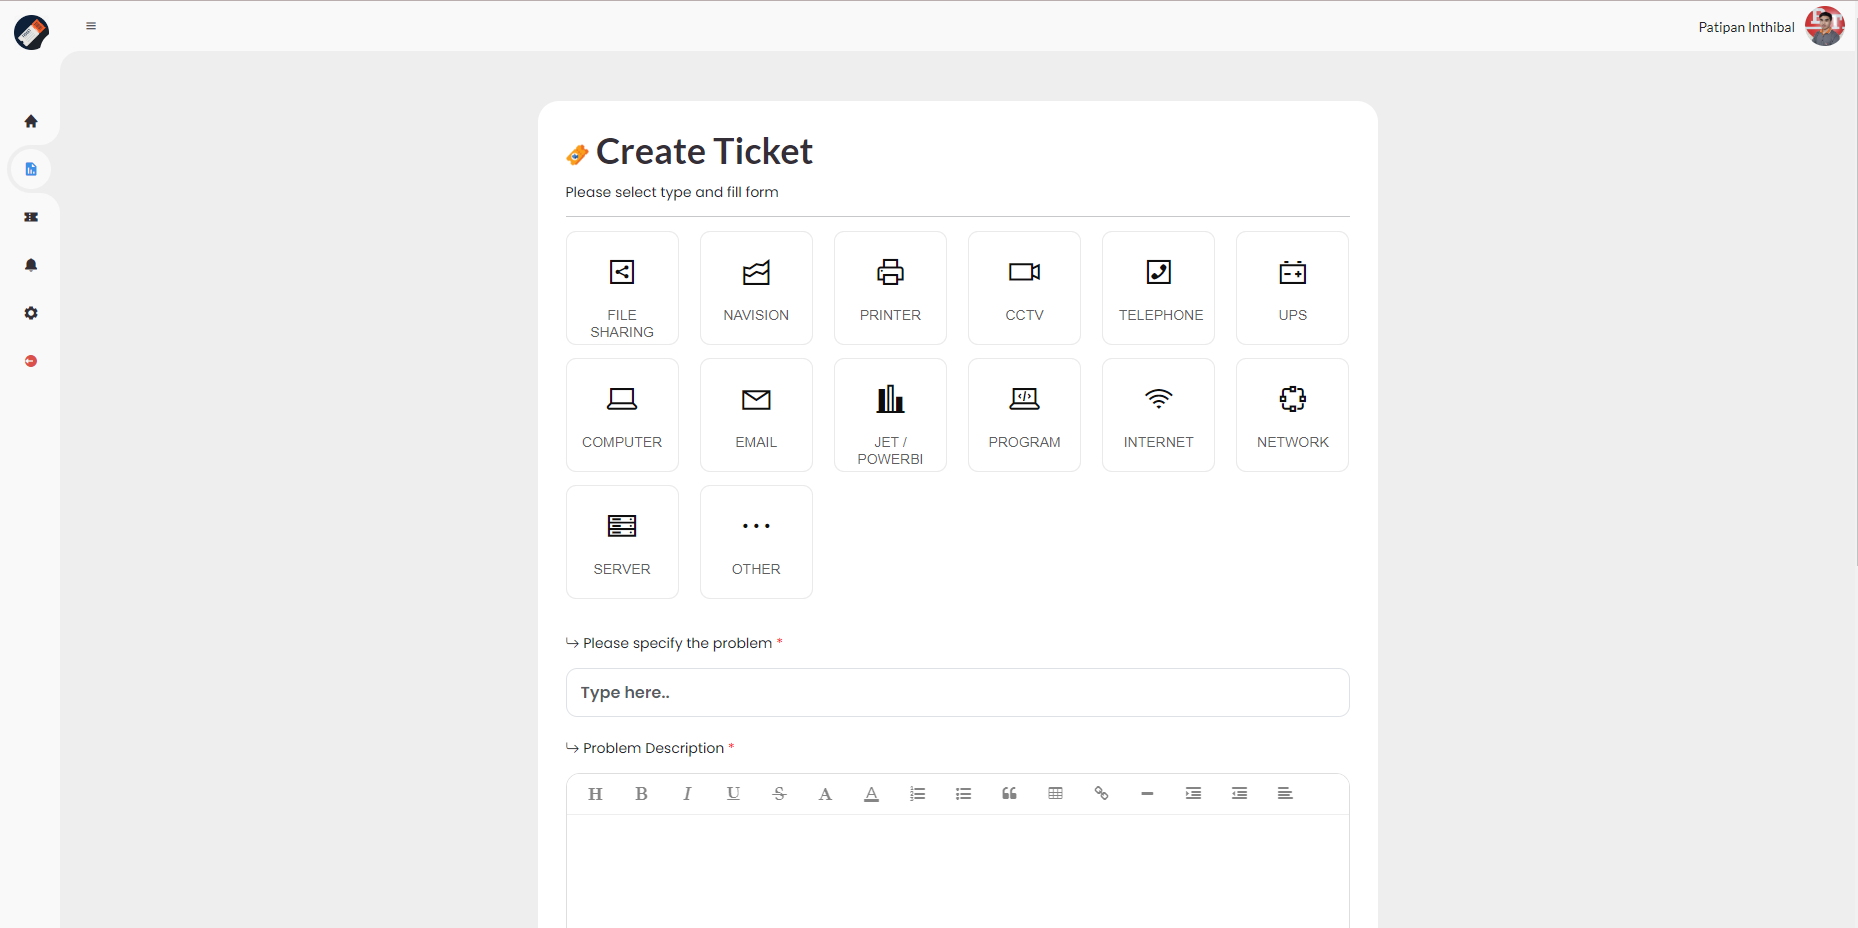 Patipan Inthibal
Create Ticket
Please select type and fill form
FILE
SHARING
NAVISION
PRINTER
CCTV
TELEPHONE
UPS
COMPUTER
EMAIL
JET /
POWERBI
PROGRAM
INTERNET
NETWORK
SERVER
OTHER
Please specify the problem *
Type here..
Problem Description *
H B I U S A A